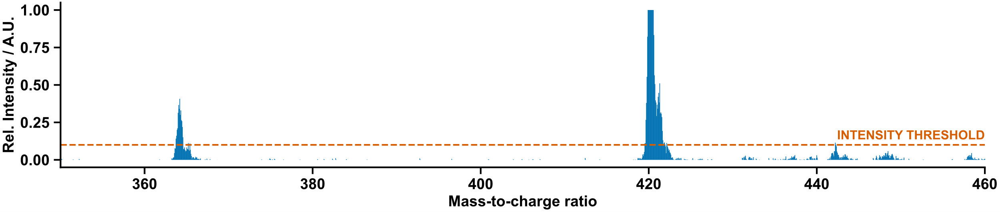 Rel. Intensity / A.U.
1.00
0.75
0.50
0.25
0.00
INTENSITY THRESHOLD
360 380 400 420 440 460
Mass-to-charge ratio